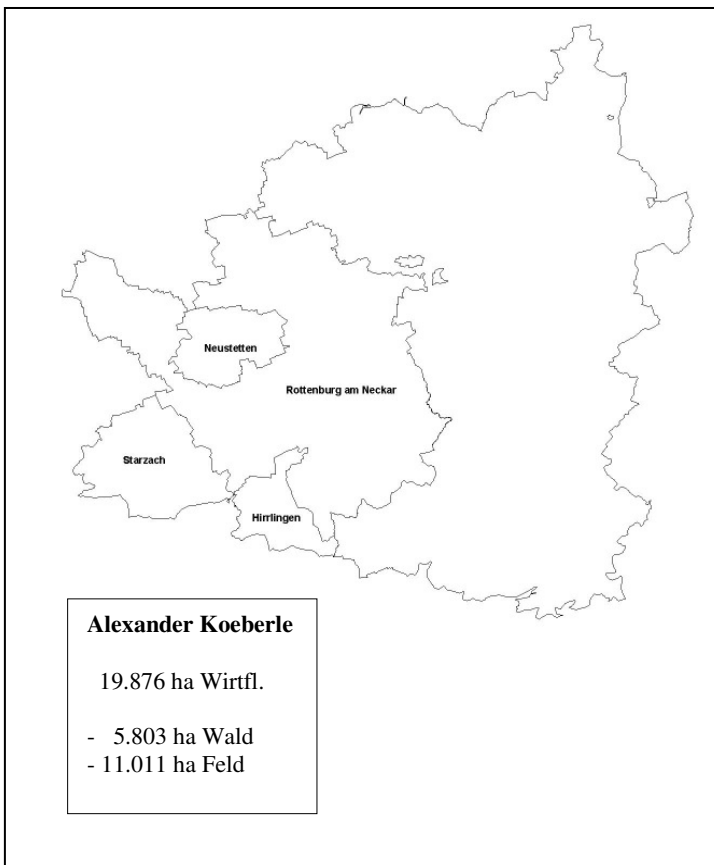 Neustetten
Rottenburg am Neckar
Starzach
Hirrlingen
Alexander Koeberle
19.876 ha Wirtfl.
- 5.803 ha Wald
- 11.011 ha Feld